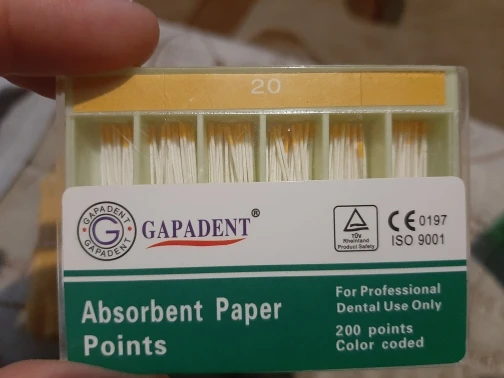 20
GAPADENT
G
GAPADENT
GAPADENT®
TÜV
Rheinland
Product Safety
CE 0197
ISO 9001
Absorbent Paper
Points
For Professional
Dental Use Only
200 points
Color coded